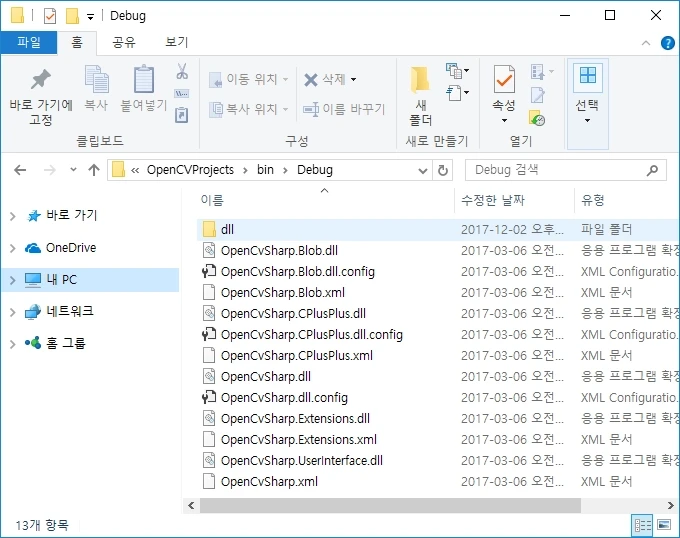 Debug
파일 홈 공유 보기
바로 가기에 고정
복사
붙여넣기
클립보드
이동 위치
복사 위치
삭제
이름 바꾸기
구성
새 폴더
새로 만들기
속성
열기
선택
« OpenCVProjects › bin › Debug
Debug 검색
이름 수정한 날짜 유형
바로 가기
OneDrive
내 PC
네트워크
홈 그룹
dll 2017-12-02 오후... 파일 폴더
OpenCvSharp.Blob.dll 2017-03-06 오전... 응용 프로그램 확장
OpenCvSharp.Blob.dll.config 2017-03-06 오전... XML Configuratio...
OpenCvSharp.Blob.xml 2017-03-06 오전... XML 문서
OpenCvSharp.CPlusPlus.dll 2017-03-06 오전... 응용 프로그램 확장
OpenCvSharp.CPlusPlus.dll.config 2017-03-06 오전... XML Configuratio...
OpenCvSharp.CPlusPlus.xml 2017-03-06 오전... XML 문서
OpenCvSharp.dll 2017-03-06 오전... 응용 프로그램 확장
OpenCvSharp.dll.config 2017-03-06 오전... XML Configuratio...
OpenCvSharp.Extensions.dll 2017-03-06 오전... 응용 프로그램 확장
OpenCvSharp.Extensions.xml 2017-03-06 오전... XML 문서
OpenCvSharp.UserInterface.dll 2017-03-06 오전... 응용 프로그램 확장
OpenCvSharp.xml 2017-03-06 오전... XML 문서
13개 항목